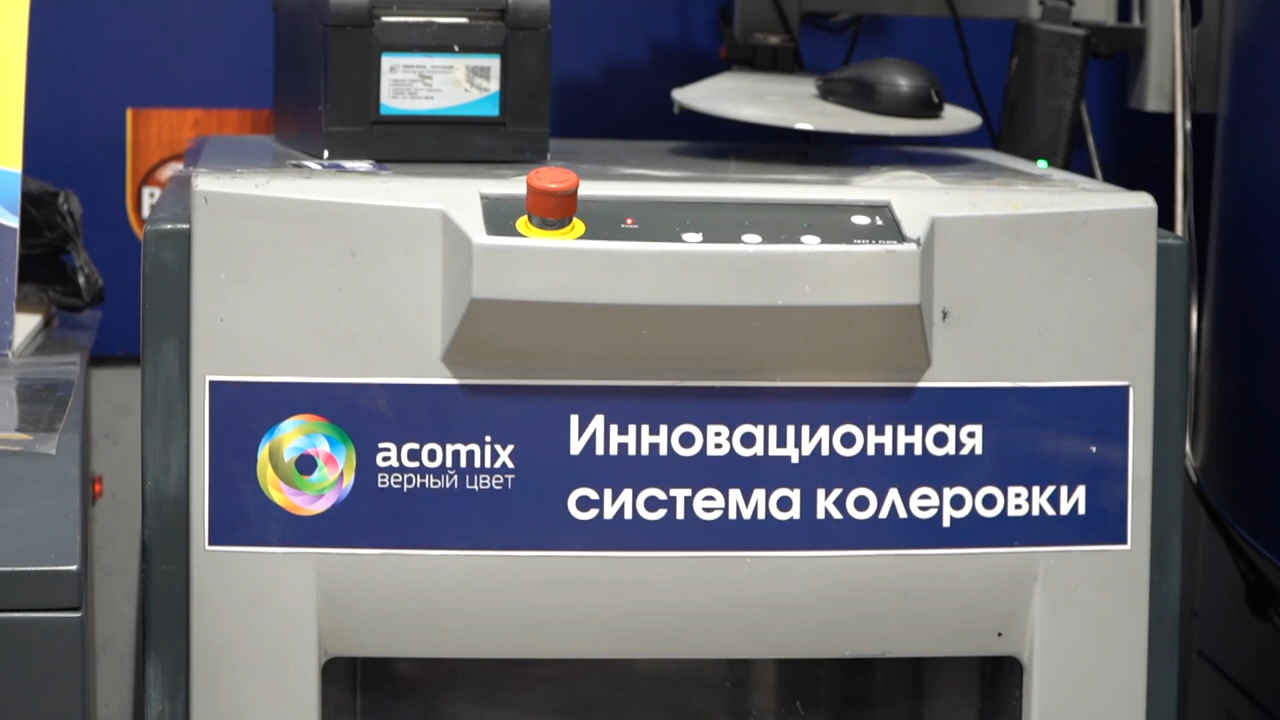 acomix
верный цвет
Инновационная
система колеровки